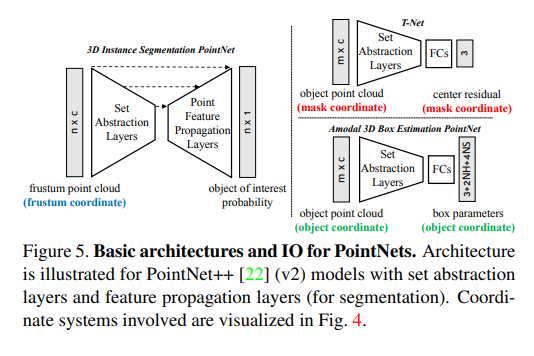 3D Instance Segmentation PointNet
n x c
Set
Abstraction
Layers
Point
Feature
Propagation
Layers
n x 1
frustum point cloud
(frustum coordinate)
object of interest
probability
T-Net
m x c
Set
Abstraction
Layers
FCs
3
object point cloud
(mask coordinate)
center residual
(mask coordinate)
Amodal 3D Box Estimation PointNet
m x c
Set
Abstraction
Layers
FCs
3+2NH+4NS
object point cloud
(object coordinate)
box parameters
(object coordinate)
Figure 5. Basic architectures and IO for PointNets. Architecture
is illustrated for PointNet++ [22] (v2) models with set abstraction
layers and feature propagation layers (for segmentation). Coordi-
nate systems involved are visualized in Fig. 4.